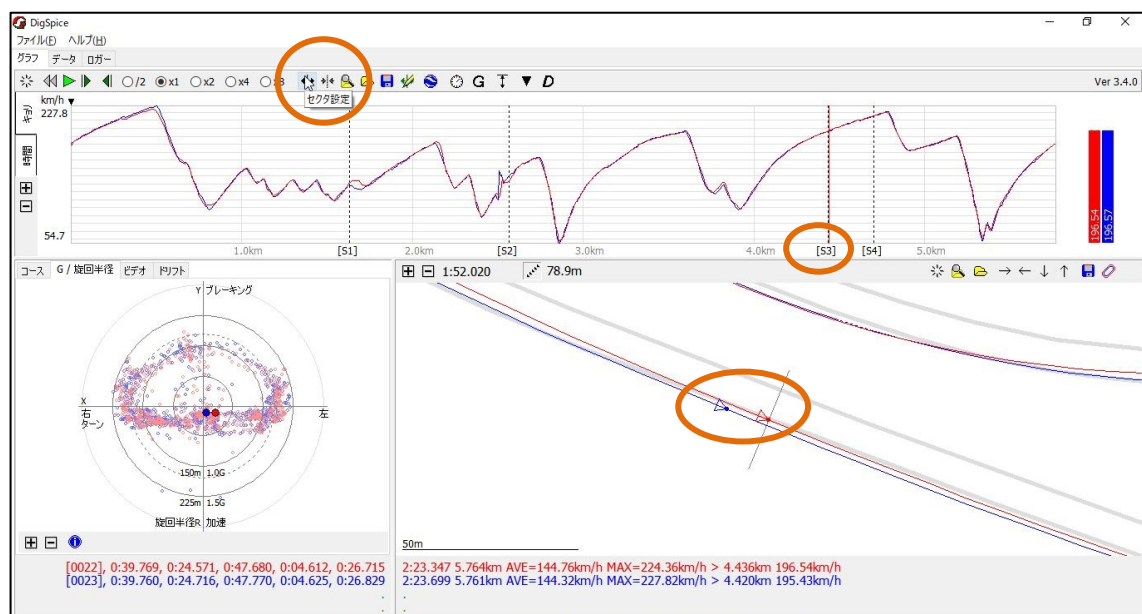 DigSpice
ファイル(F) ヘルプ(H)
グラフ データ ロガー
/2 x1 x2 x4 G D Ver 3.4.0
セクタ設定
km/h ▼
227.8
54.7
時間
1.0km [S1] 2.0km [S2] 3.0km 4.0km [S3] [S4] 5.0km
196.54
196.57
コース G / 旋回半径 ビデオ ドリフト
1:52.020 78.9m
Y ブレーキング
X
右
ターン
左
150m 1.0G
225m 1.5G
旋回半径R 加速
50m
[0022], 0:39.769, 0:24.571, 0:47.680, 0:04.612, 0:26.715
[0023], 0:39.760, 0:24.716, 0:47.770, 0:04.625, 0:26.829
2:23.347 5.764km AVE=144.76km/h MAX=224.36km/h > 4.436km 196.54km/h
2:23.699 5.761km AVE=144.32km/h MAX=227.82km/h > 4.420km 195.43km/h